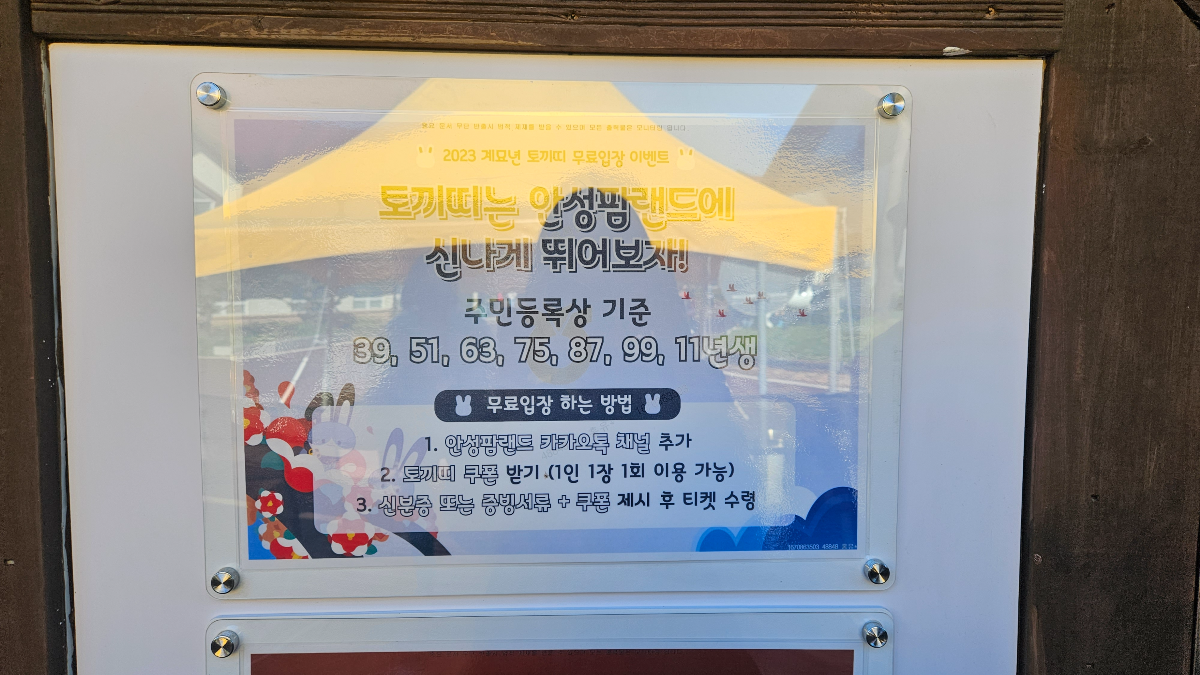 2023 계묘년 토끼띠 무료입장 이벤트
토끼띠는 안성팜랜드에
신나게 뛰어보자!
주민등록상 기준
39, 51, 63, 75, 87, 99, 11년생
무료입장 하는 방법
1. 안성팜랜드 카카오톡 채널 추가
2. 토끼띠 쿠폰 받기 (1인 1장 1회 이용 가능)
3. 신분증 또는 증빙서류 + 쿠폰 제시 후 티켓 수령